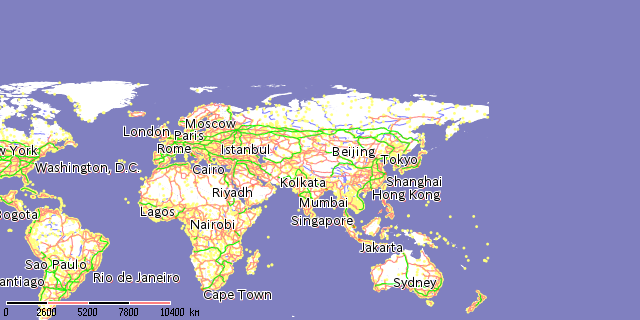 Moscow
London
Paris
w York
Rome
Istanbul
Beijing
Tokyo
Washington, D.C.
Cairo
Kolkata
Shanghai
Riyadh
Hong Kong
Mumbai
Bogota
Lagos
Singapore
Nairobi
Jakarta
Sao Paulo
Rio de Janeiro
antiago
Sydney
Cape Town
0 2600 5200 7800 10400 км